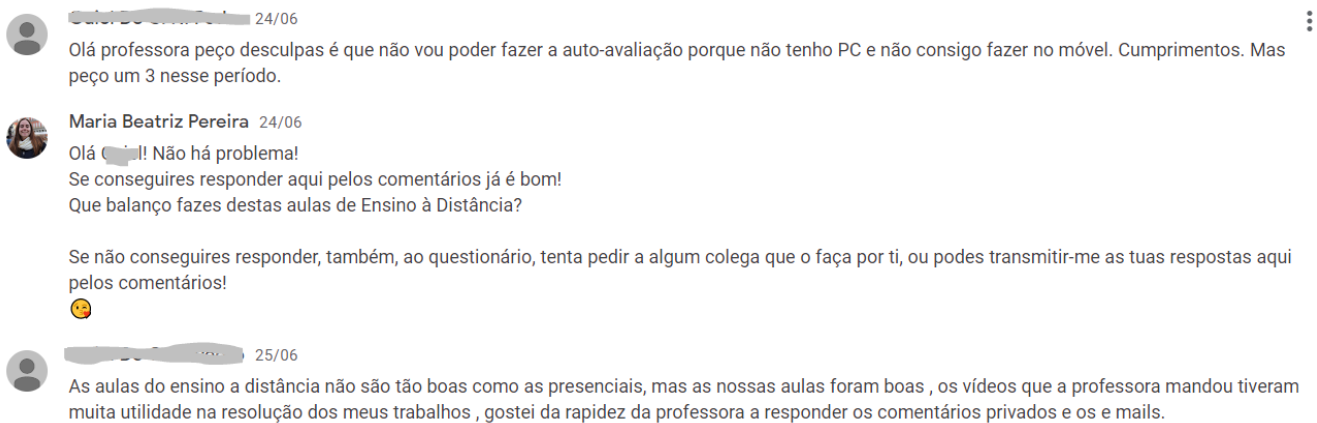 24/06
Olá professora peço desculpas é que não vou poder fazer a auto-avaliação porque não tenho PC e não consigo fazer no móvel. Cumprimentos. Mas
peço um 3 nesse período.
Maria Beatriz Pereira 24/06
Olá ! Não há problema!
Se conseguires responder aqui pelos comentários já é bom!
Que balanço fazes destas aulas de Ensino à Distância?
Se não conseguires responder, também, ao questionário, tenta pedir a algum colega que o faça por ti, ou podes transmitir-me as tuas respostas aqui
pelos comentários!
25/06
As aulas do ensino a distância não são tão boas como as presenciais, mas as nossas aulas foram boas , os vídeos que a professora mandou tiveram
muita utilidade na resolução dos meus trabalhos , gostei da rapidez da professora a responder os comentários privados e os e mails.